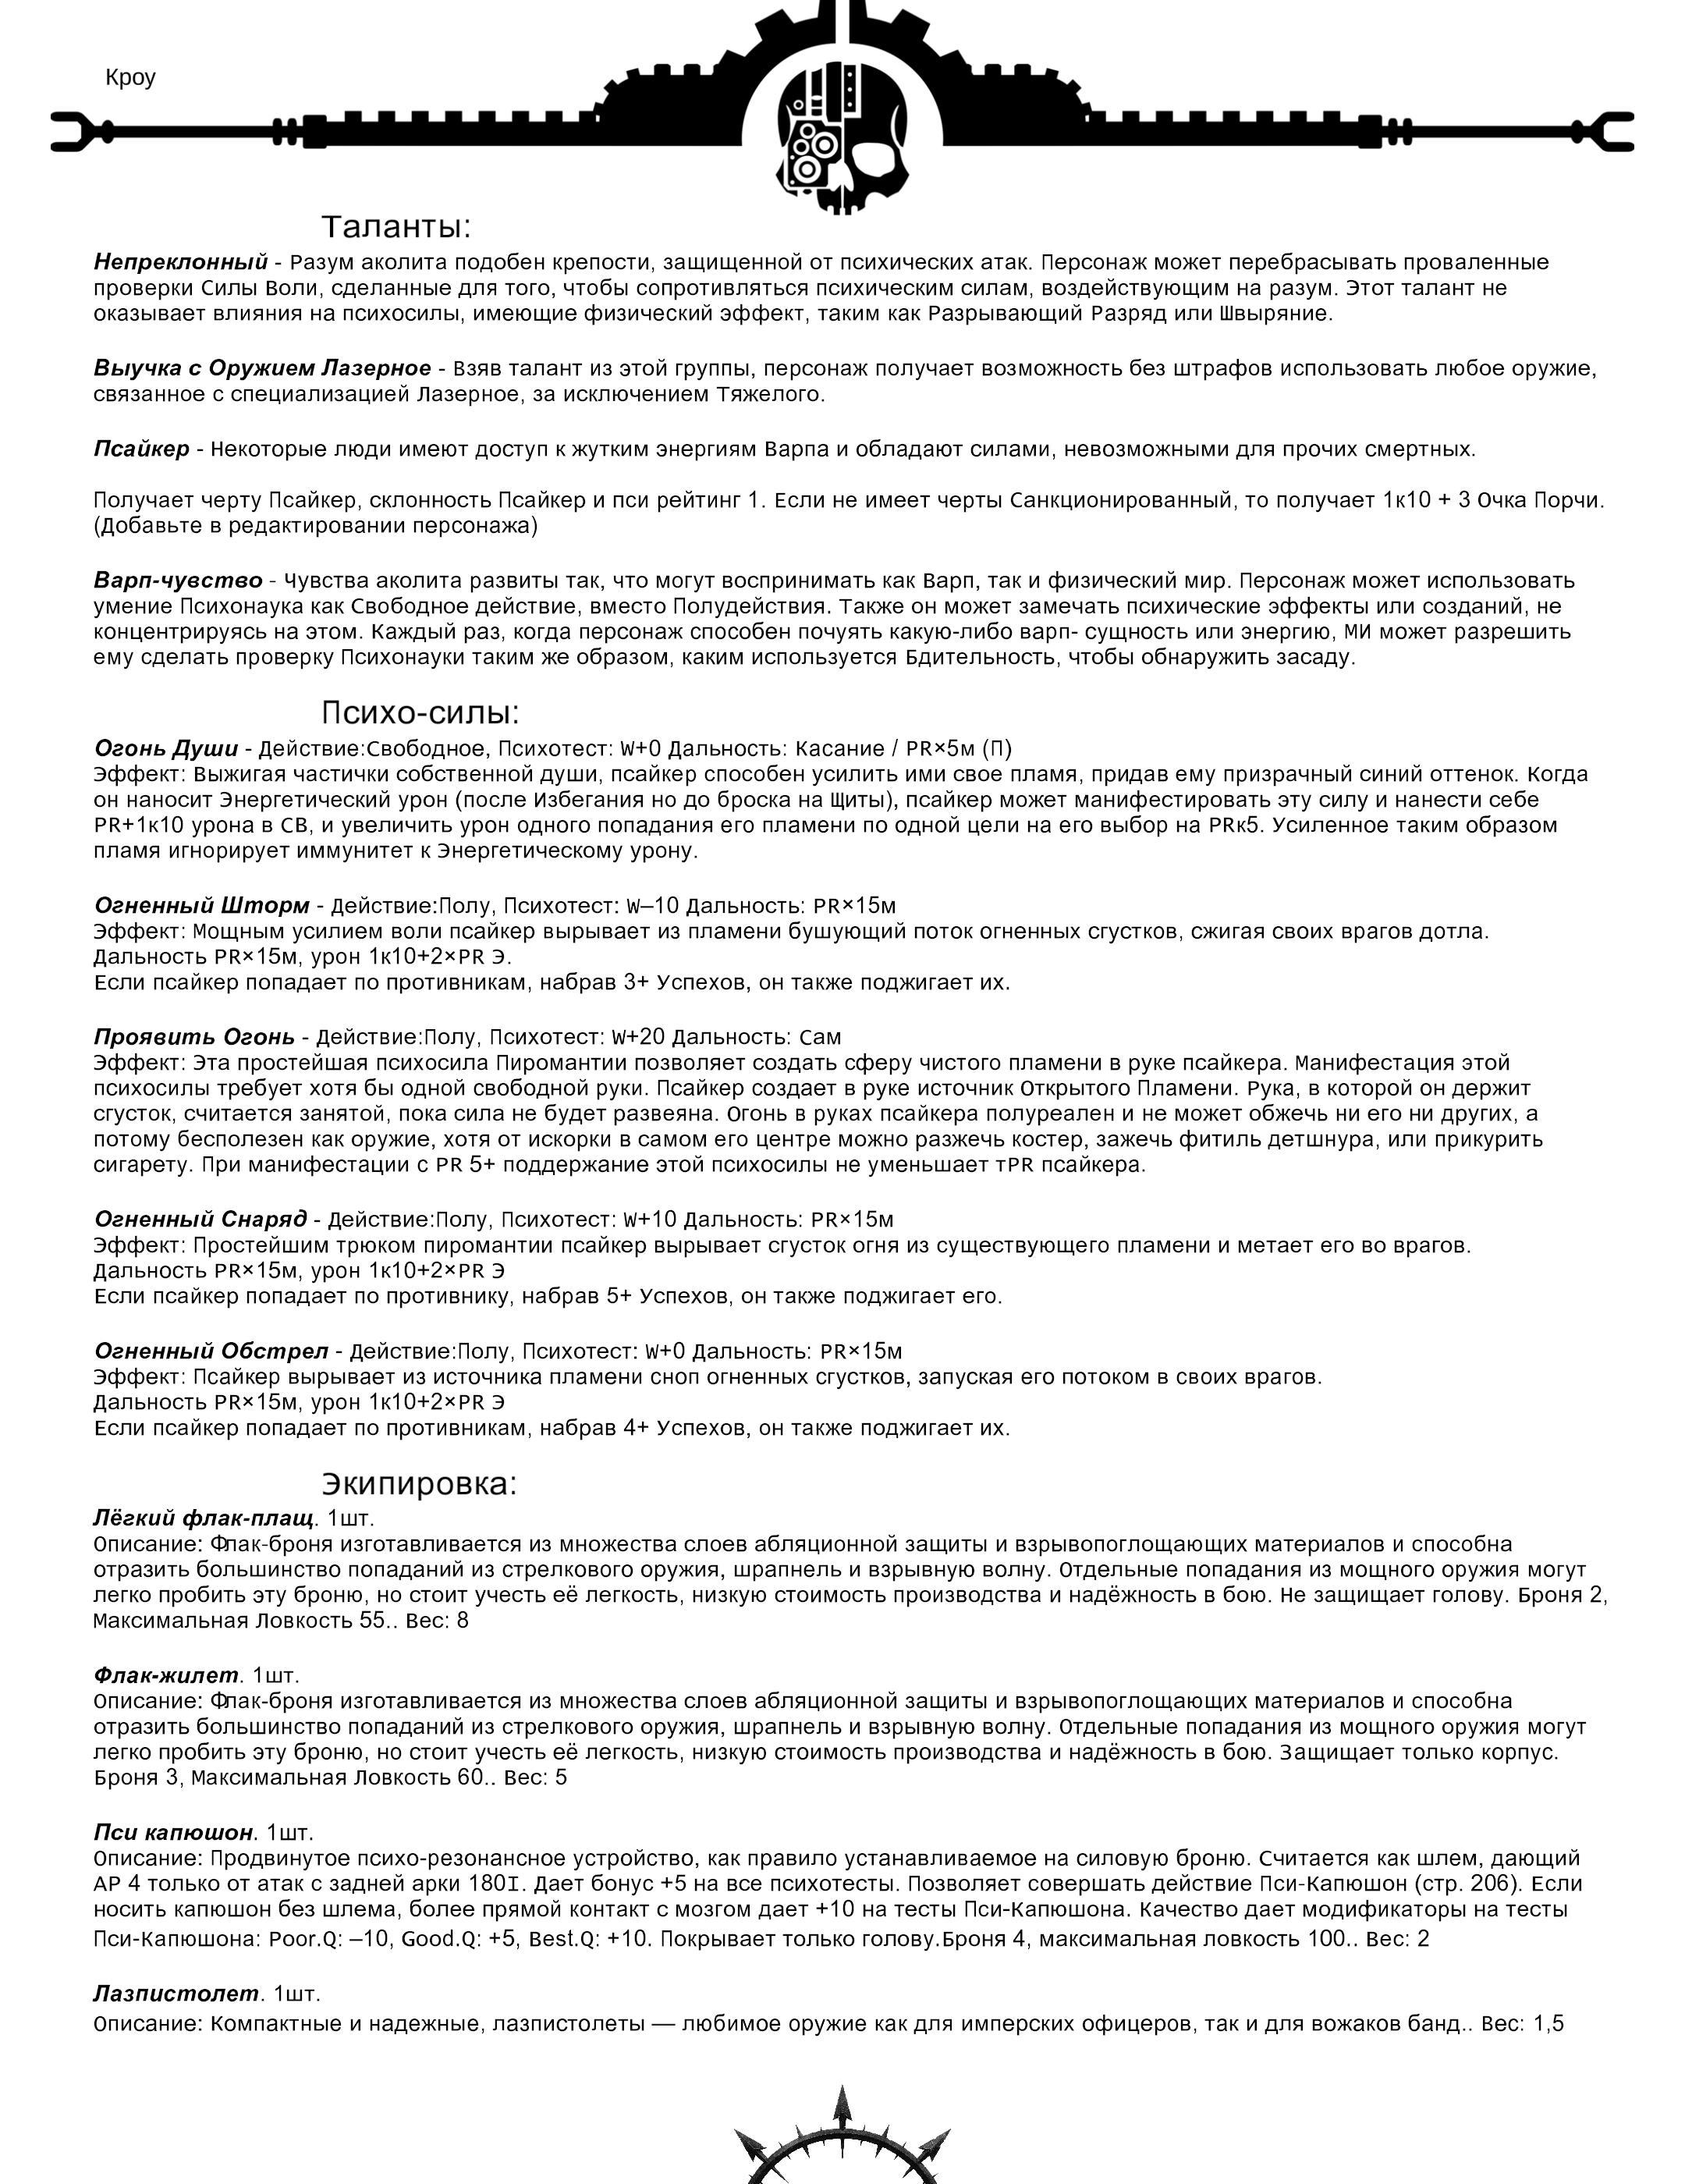 Кроу
Таланты:
Непреклонный - Разум аколита подобен крепости, защищенной от психических атак. Персонаж может перебрасывать проваленные
проверки Силы Воли, сделанные для того, чтобы сопротивляться психическим силам, воздействующим на разум. Этот талант не
оказывает влияния на психосилы, имеющие физический эффект, таким как Разрывающий Разряд или Швыряние.
Выучка с Оружием Лазерное - Взяв талант из этой группы, персонаж получает возможность без штрафов использовать любое оружие,
связанное с специализацией Лазерное, за исключением Тяжелого.
Псайкер - Некоторые люди имеют доступ к жутким энергиям Варпа и обладают силами, невозможными для прочих смертных.
Получает черту Псайкер, склонность Псайкер и пси рейтинг 1. Если не имеет черты Санкционированный, то получает 1к10 + 3 Очка Порчи.
(Добавьте в редактировании персонажа)
Варп-чувство - Чувства аколита развиты так, что могут воспринимать как Варп, так и физический мир. Персонаж может использовать
умение Психонаука как Свободное действие, вместо Полудействия. Также он может замечать психические эффекты или созданий, не
концентрируясь на этом. Каждый раз, когда персонаж способен почуять какую-либо варп- сущность или энергию, МИ может разрешить
ему сделать проверку Психонауки таким же образом, каким используется Бдительность, чтобы обнаружить засаду.
Психо-силы:
Огонь Души - Действие:Свободное, Психотест: W+0 Дальность: Касание / PR×5м (П)
Эффект: Выжигая частички собственной души, псайкер способен усилить ими свое пламя, придав ему призрачный синий оттенок. Когда
он наносит Энергетический урон (после Избегания но до броска на Щиты), псайкер может манифестировать эту силу и нанести себе
PR+1к10 урона в СВ, и увеличить урон одного попадания его пламени по одной цели на его выбор на PRк5. Усиленное таким образом
пламя игнорирует иммунитет к Энергетическому урону.
Огненный Шторм - Действие:Полу, Психотест: W–10 Дальность: PR×15м
Эффект: Мощным усилием воли псайкер вырывает из пламени бушующий поток огненных сгустков, сжигая своих врагов дотла.
Дальность PR×15м, урон 1к10+2×PR Э.
Если псайкер попадает по противникам, набрав 3+ Успехов, он также поджигает их.
Проявить Огонь - Действие:Полу, Психотест: W+20 Дальность: Сам
Эффект: Эта простейшая психосила Пиромантии позволяет создать сферу чистого пламени в руке псайкера. Манифестация этой
психосилы требует хотя бы одной свободной руки. Псайкер создает в руке источник Открытого Пламени. Рука, в которой он держит
сгусток, считается занятой, пока сила не будет развеяна. Огонь в руках псайкера полуреален и не может обжечь ни его ни других, а
потому бесполезен как оружие, хотя от искорки в самом его центре можно разжечь костер, зажечь фитиль детшнура, или прикурить
сигарету. При манифестации с PR 5+ поддержание этой психосилы не уменьшает тPR псайкера.
Огненный Снаряд - Действие:Полу, Психотест: W+10 Дальность: PR×15м
Эффект: Простейшим трюком пиромантии псайкер вырывает сгусток огня из существующего пламени и метает его во врагов.
Дальность PR×15м, урон 1к10+2×PR Э
Если псайкер попадает по противнику, набрав 5+ Успехов, он также поджигает его.
Огненный Обстрел - Действие:Полу, Психотест: W+0 Дальность: PR×15м
Эффект: Псайкер вырывает из источника пламени сноп огненных сгустков, запуская его потоком в своих врагов.
Дальность PR×15м, урон 1к10+2×PR Э
Если псайкер попадает по противникам, набрав 4+ Успехов, он также поджигает их.
Экипировка:
Лёгкий флак-плащ. 1шт.
Описание: Флак-броня изготавливается из множества слоев абляционной защиты и взрывопоглощающих материалов и способна
отразить большинство попаданий из стрелкового оружия, шрапнель и взрывную волну. Отдельные попадания из мощного оружия могут
легко пробить эту броню, но стоит учесть её легкость, низкую стоимость производства и надёжность в бою. Не защищает голову. Броня 2,
Максимальная Ловкость 55.. Вес: 8
Флак-жилет. 1шт.
Описание: Флак-броня изготавливается из множества слоев абляционной защиты и взрывопоглощающих материалов и способна
отразить большинство попаданий из стрелкового оружия, шрапнель и взрывную волну. Отдельные попадания из мощного оружия могут
легко пробить эту броню, но стоит учесть её легкость, низкую стоимость производства и надёжность в бою. Защищает только корпус.
Броня 3, Максимальная Ловкость 60.. Вес: 5
Пси капюшон. 1шт.
Описание: Продвинутое психо-резонансное устройство, как правило устанавливаемое на силовую броню. Считается как шлем, дающий
АР 4 только от атак с задней арки 180I. Дает бонус +5 на все психотесты. Позволяет совершать действие Пси-Капюшон (стр. 206). Если
носить капюшон без шлема, более прямой контакт с мозгом дает +10 на тесты Пси-Капюшона. Качество дает модификаторы на тесты
Пси-Капюшона: Poor.Q: –10, Good.Q: +5, Best.Q: +10. Покрывает только голову.Броня 4, максимальная ловкость 100.. Вес: 2
Лазпистолет. 1шт.
Описание: Компактные и надежные, лазпистолеты — любимое оружие как для имперских офицеров, так и для вожаков банд.. Вес: 1,5